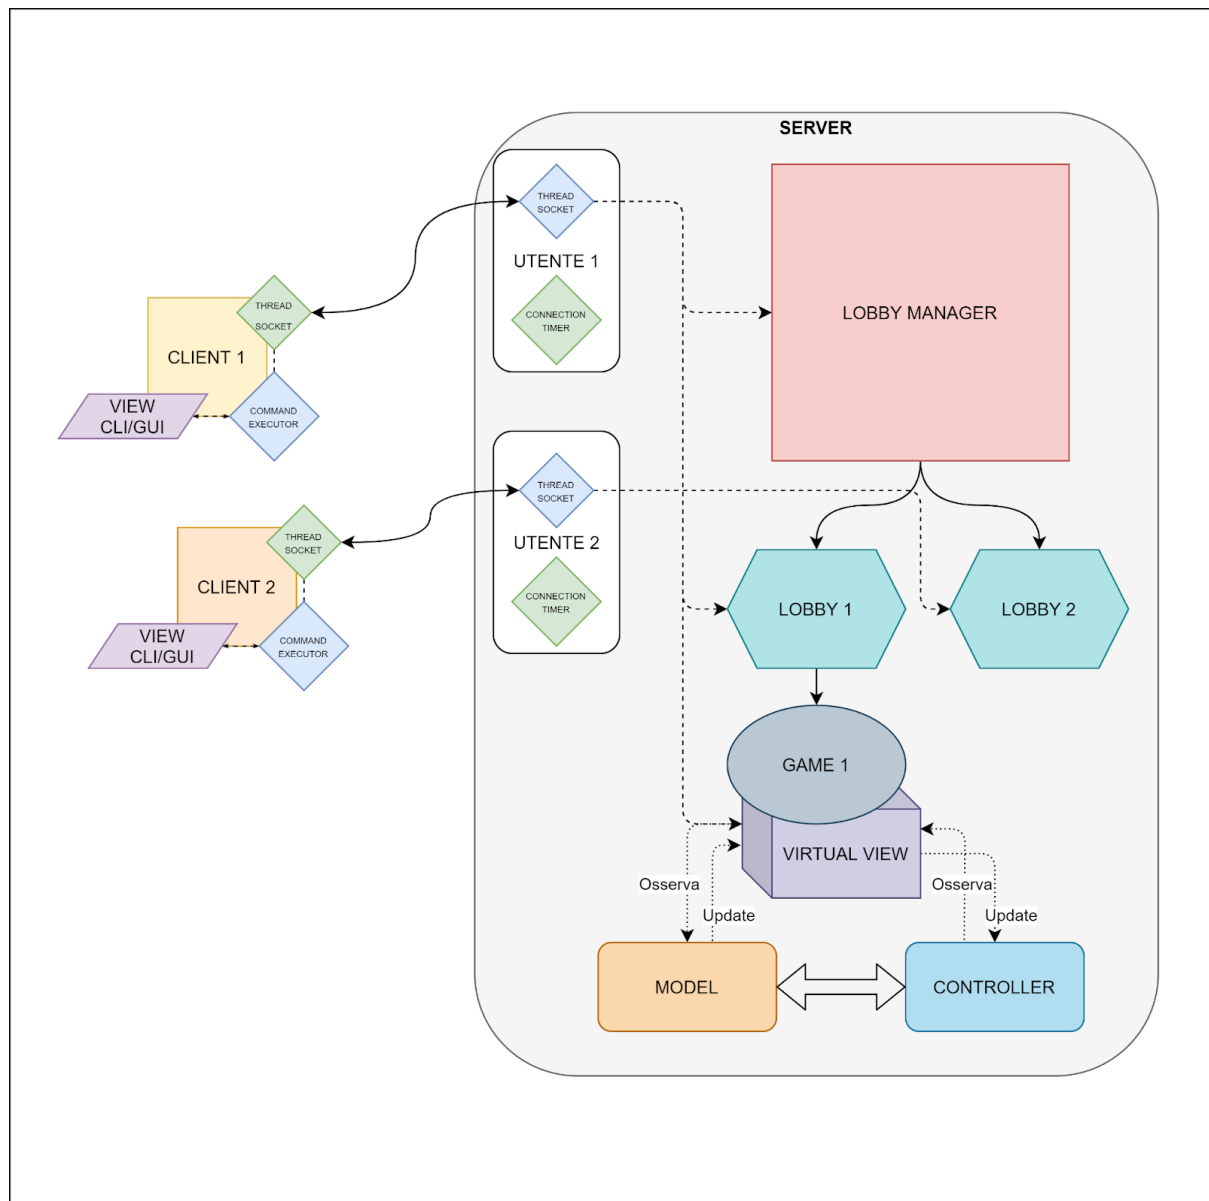 SERVER
THREAD
SOCKET
UTENTE 1
CONNECTION
TIMER
LOBBY MANAGER
THREAD
SOCKET
CLIENT 1
VIEW
CLI/GUI
COMMAND
EXECUTOR
THREAD
SOCKET
UTENTE 2
CONNECTION
TIMER
THREAD
SOCKET
CLIENT 2
VIEW
CLI/GUI
COMMAND
EXECUTOR
LOBBY 1
LOBBY 2
GAME 1
VIRTUAL VIEW
Osserva
Update
Osserva
Update
MODEL
CONTROLLER